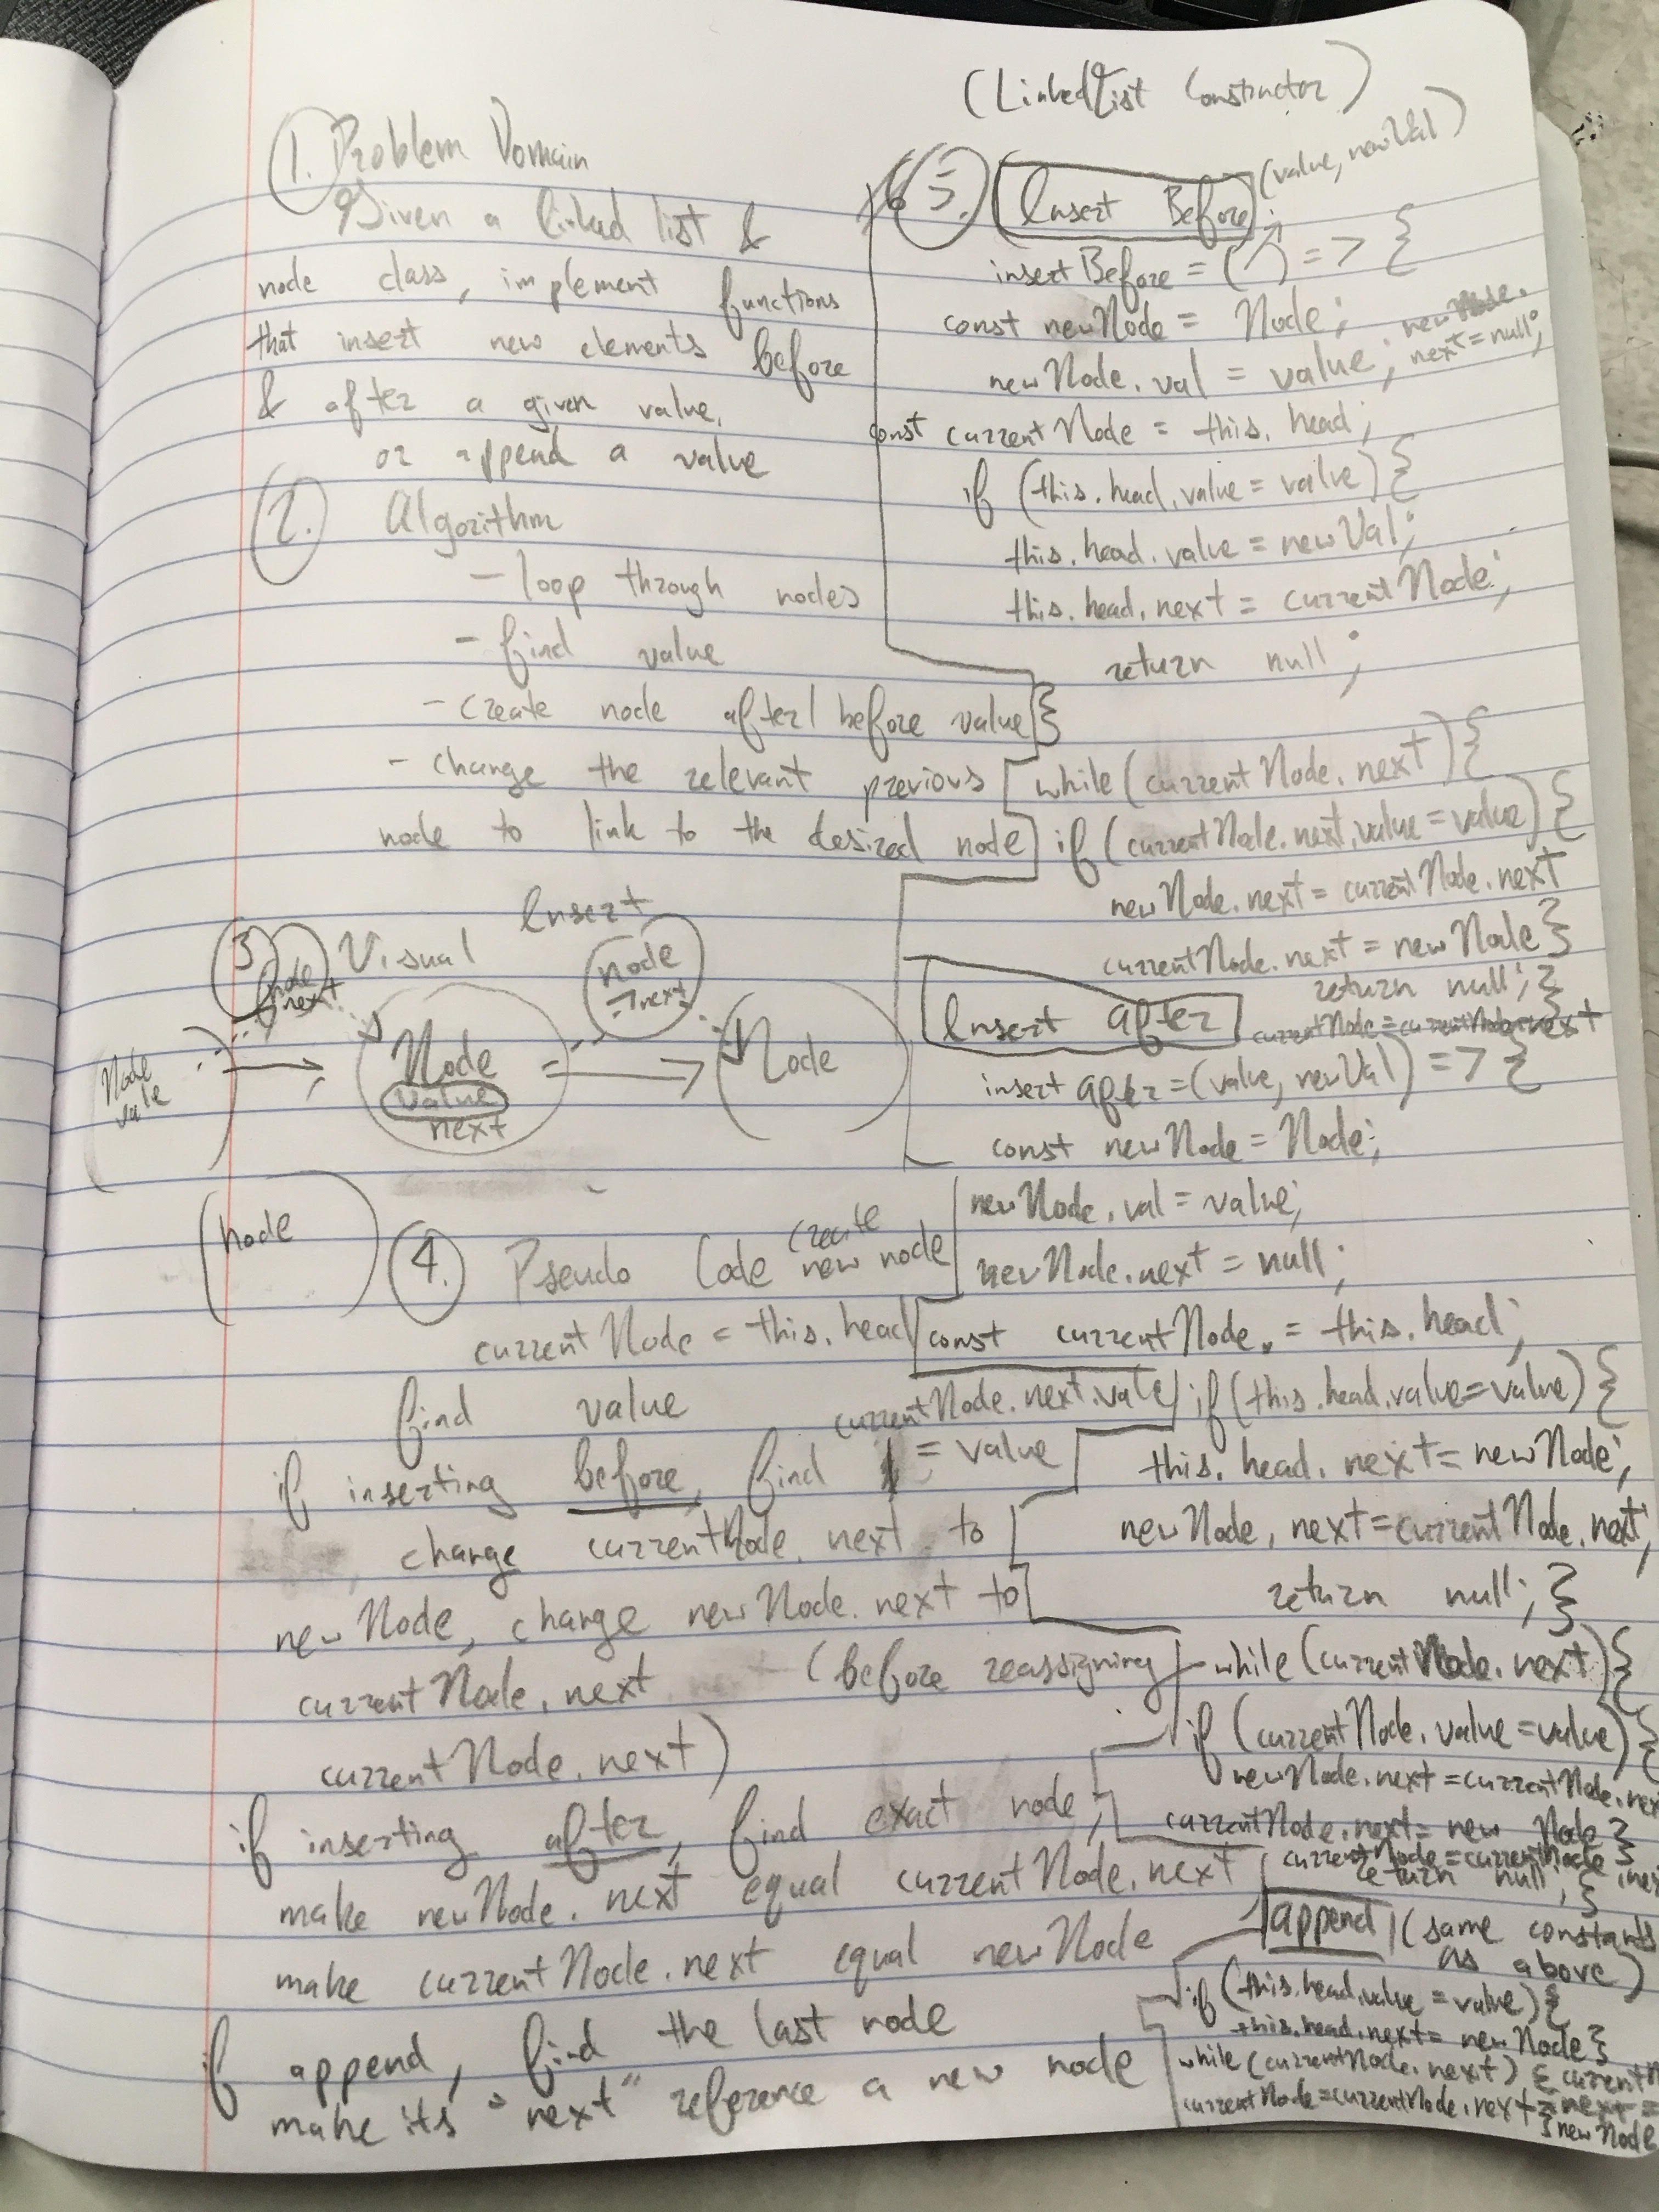 1. Problem Domain
Given a linked list &
node class, implement functions
that insert new elements before
& after a given value,
or append a value
2. Algorithm
- loop through nodes
- find value
- create node after/before value
- change the relevant previous
node to link to the desired node
3 Visual
Insert
node
next
node
→next
Node
value
next
Node
Node
node
4. Pseudo Code
create
new node
currentNode = this.head
find value
currentNode.next.value
if inserting before, find = value
change currentNode.next to
newNode, change newNode.next to
currentNode.next (before reassigning
currentNode.next)
if inserting after, find exact node,
make newNode.next equal currentNode.next
make currentNode.next equal newNode
if append, find the last node
make its "next" reference a new node
(LinkedList Constructor)
5. Insert Before (value, newVal)
insertBefore = ( ) => {
const newNode = Node;
newNode.
next = null;
newNode.val = value;
const currentNode = this.head;
if (this.head.value = value) {
this.head.value = newVal;
this.head.next = currentNode;
return null;
}
while (currentNode.next) {
if (currentNode.next.value = value) {
newNode.next = currentNode.next
currentNode.next = newNode }
return null; }
currentNode = currentNode.next
Insert after
insert after = (value, newVal) => {
const newNode = Node;
newNode.val = value;
newNode.next = null;
const currentNode = this.head;
if (this.head.value = value) {
this.head.next = newNode;
newNode.next = currentNode.next;
return null; }
while (currentNode.next) {
if (currentNode.value = value) {
newNode.next = currentNode.next
currentNode.next = new Node }
currentNode = currentNode
return null; }
append (same constants
as above)
if (this.head.value = value) {
this.head.next = newNode }
while (currentNode.next) {
currentNode = currentNode.next
newNode